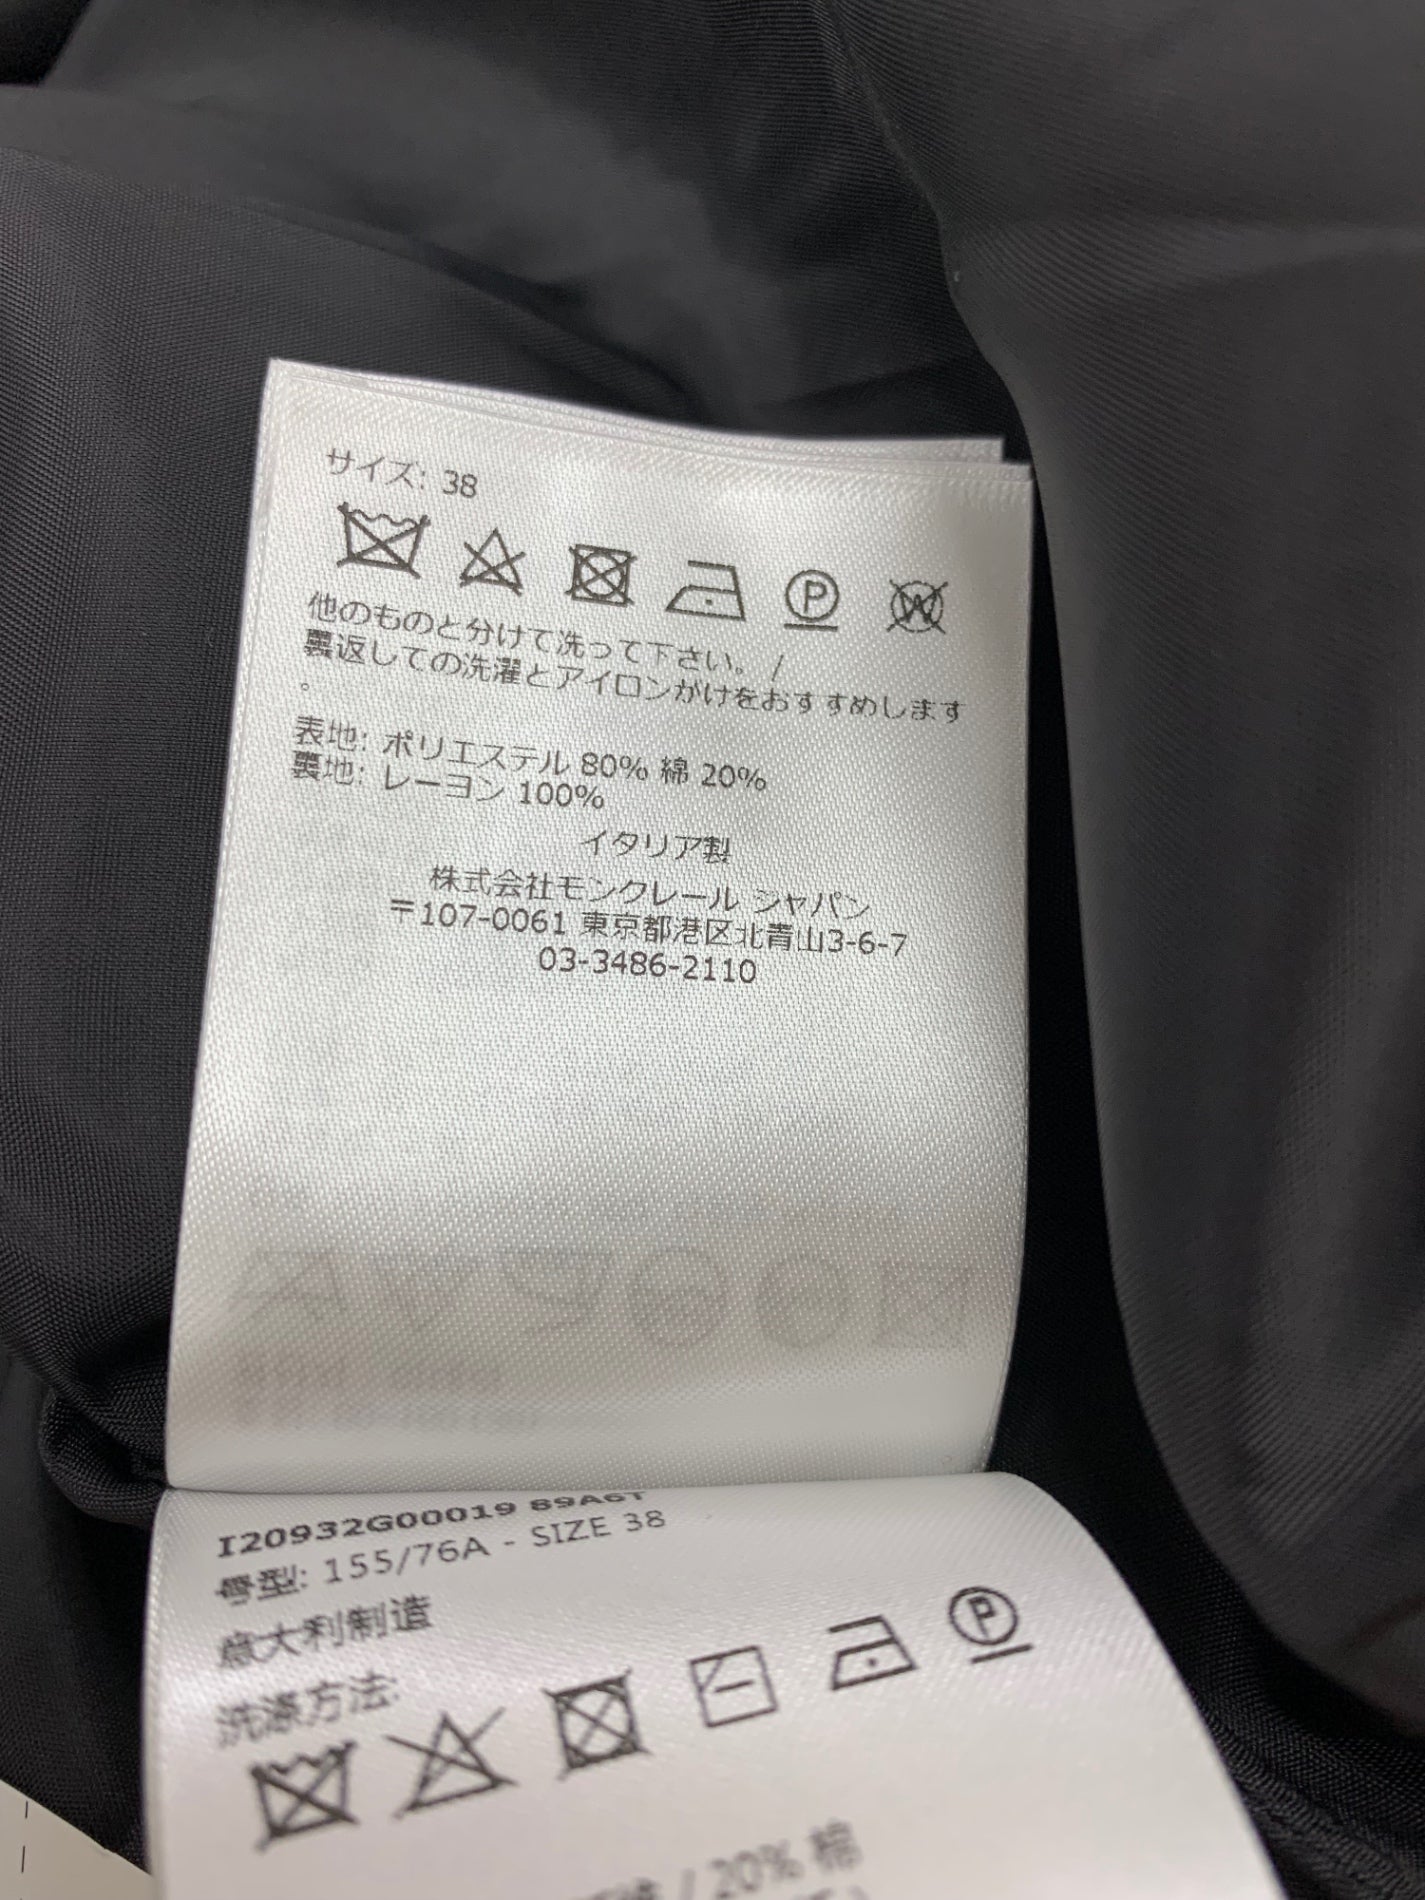 サイズ: 38
P W
他のものと分けて洗って下さい。 /
裏返しての洗濯とアイロンがけをおすすめします
。
表地: ポリエステル 80% 綿 20%
裏地: レーヨン 100%
イタリア製
株式会社モンクレール ジャパン
〒107-0061 東京都港区北青山3-6-7
03-3486-2110
I20932G00019 89A6T
号型: 155/76A - SIZE 38
意大利制造
洗涤方法:
P
/ 20% 棉